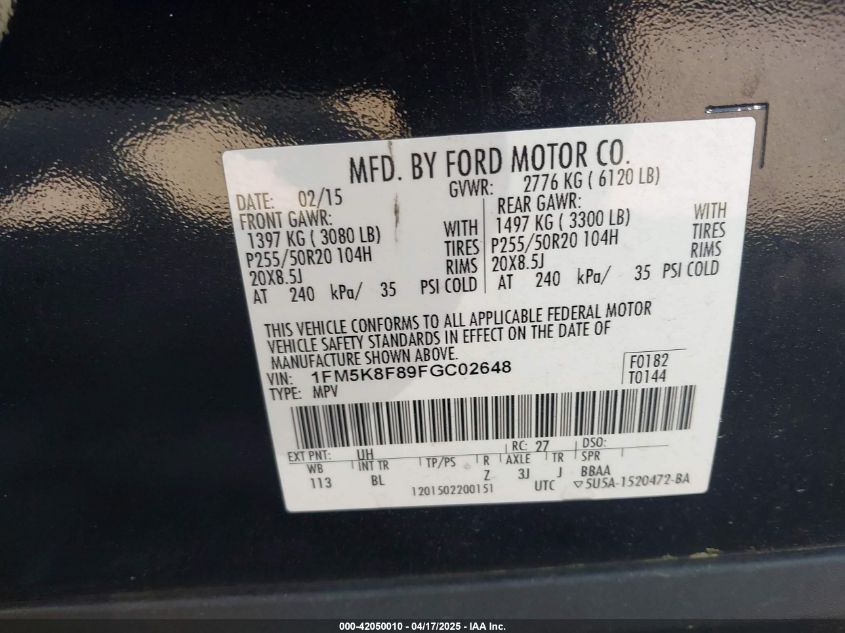 MFD. BY FORD MOTOR CO.
DATE: 02/15 GVWR: 2776 KG ( 6120 LB)
FRONT GAWR: REAR GAWR:
1397 KG ( 3080 LB) WITH 1497 KG ( 3300 LB) WITH
P255/50R20 104H TIRES P255/50R20 104H TIRES
20X8.5J RIMS 20X8.5J RIMS
AT 240 kPa/ 35 PSI COLD AT 240 kPa/ 35 PSI COLD
THIS VEHICLE CONFORMS TO ALL APPLICABLE FEDERAL MOTOR
VEHICLE SAFETY STANDARDS IN EFFECT ON THE DATE OF
MANUFACTURE SHOWN ABOVE.
VIN: 1FM5K8F89FGC02648 F0182
TYPE: MPV T0144
EXT PNT: UH RC: 27 DSO:
WB INT TR TP/PS R AXLE TR SPR
113 BL Z 3J J BBAA
1201502200151 UTC ▽5U5A-1520472-BA
000-42050010 - 04/17/2025 - IAA Inc.